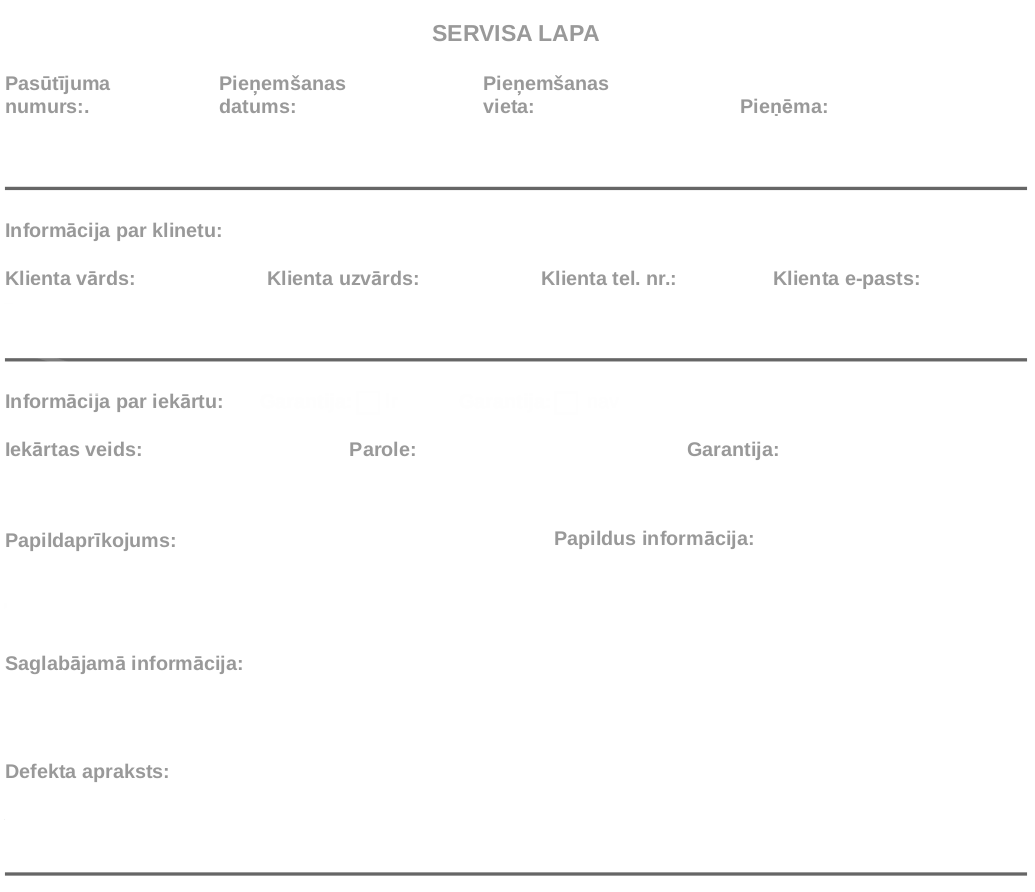 SERVISA LAPA
Pasūtījuma numurs:.
Pieņemšanas datums:
Pieņemšanas vieta:
Pieņēma:
Informācija par klinetu:
Klienta vārds: Klienta uzvārds: Klienta tel. nr.: Klienta e-pasts:
Informācija par iekārtu:
Iekārtas veids: Parole: Garantija:
Papildaprīkojums: Papildus informācija:
Saglabājamā informācija:
Defekta apraksts: